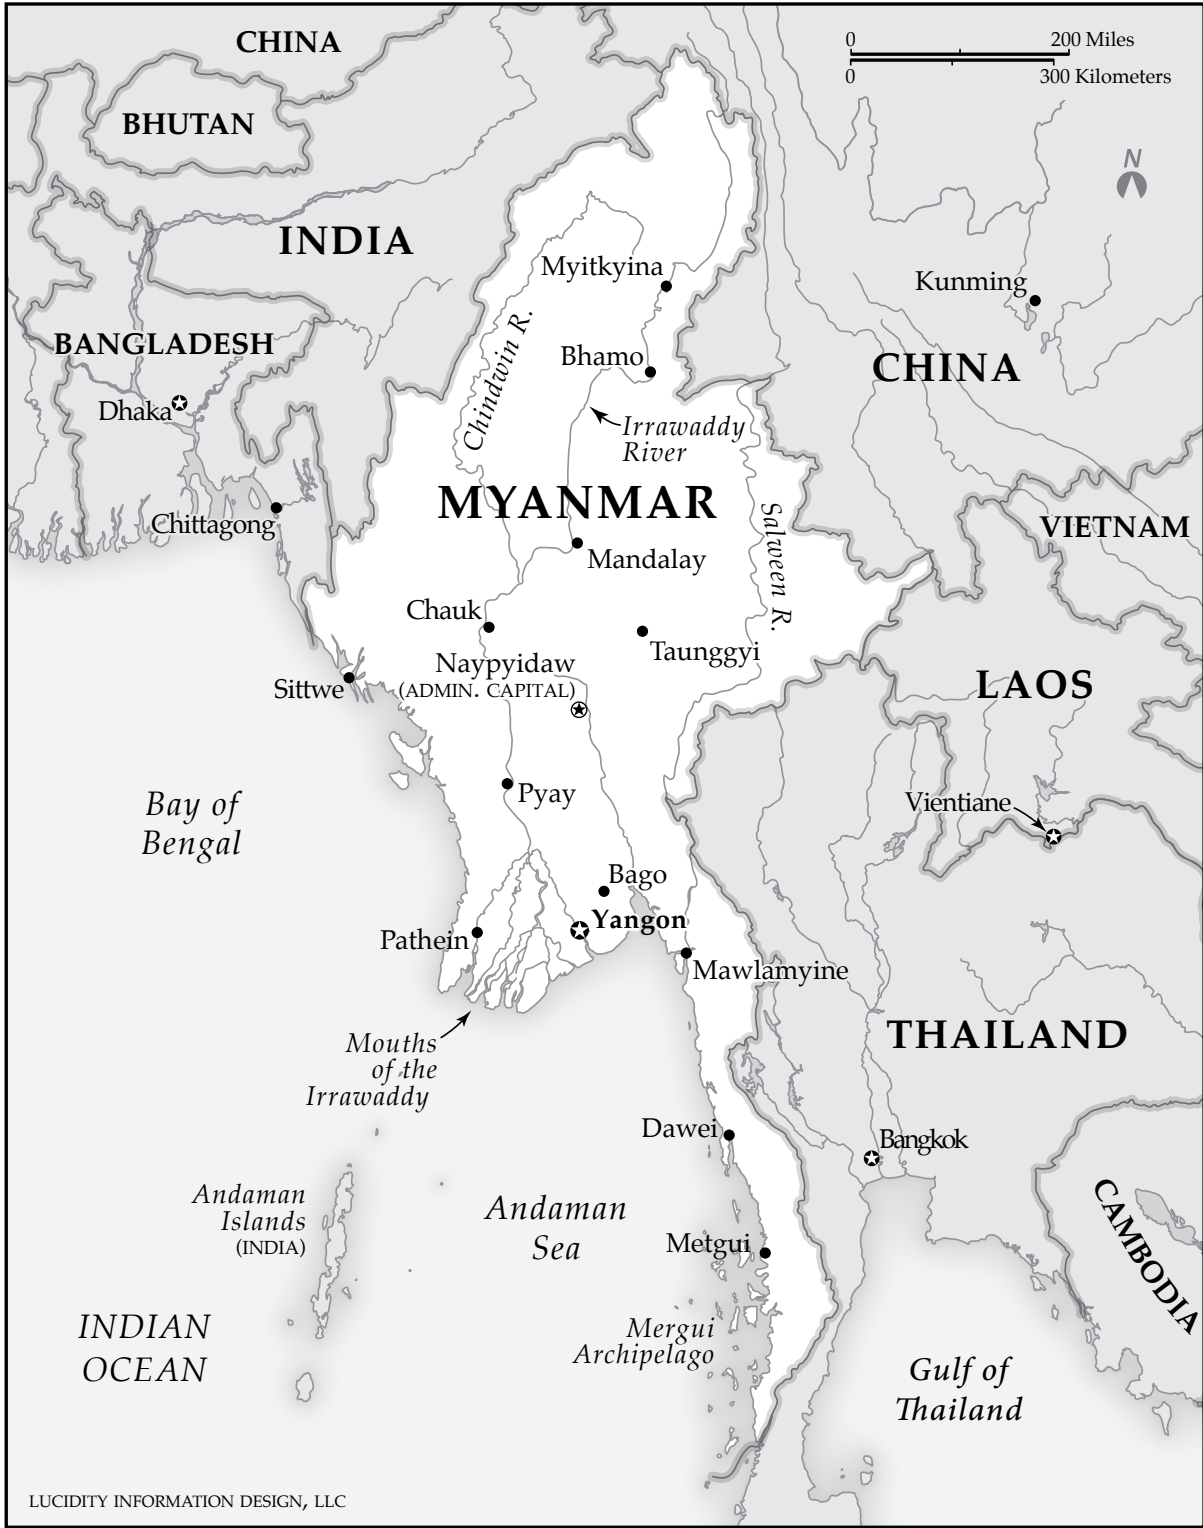 CHINA
0 200 Miles
0 300 Kilometers
BHUTAN
N
INDIA
Myitkyina
Kunming
Chindwin R.
BANGLADESH
Bhamo
CHINA
Dhaka
Irrawaddy
River
MYANMAR
Salween R.
Chittagong
VIETNAM
Mandalay
Chauk
Taunggyi
Naypyidaw
(ADMIN. CAPITAL)
Sittwe
LAOS
Bay of
Bengal
Pyay
Vientiane
Bago
Yangon
Pathein
Mawlamyine
Mouths
of the
Irrawaddy
THAILAND
Dawei
Bangkok
Andaman
Islands
(INDIA)
Andaman
Sea
CAMBODIA
Metgui
INDIAN
OCEAN
Mergui
Archipelago
Gulf of
Thailand
LUCIDITY INFORMATION DESIGN, LLC